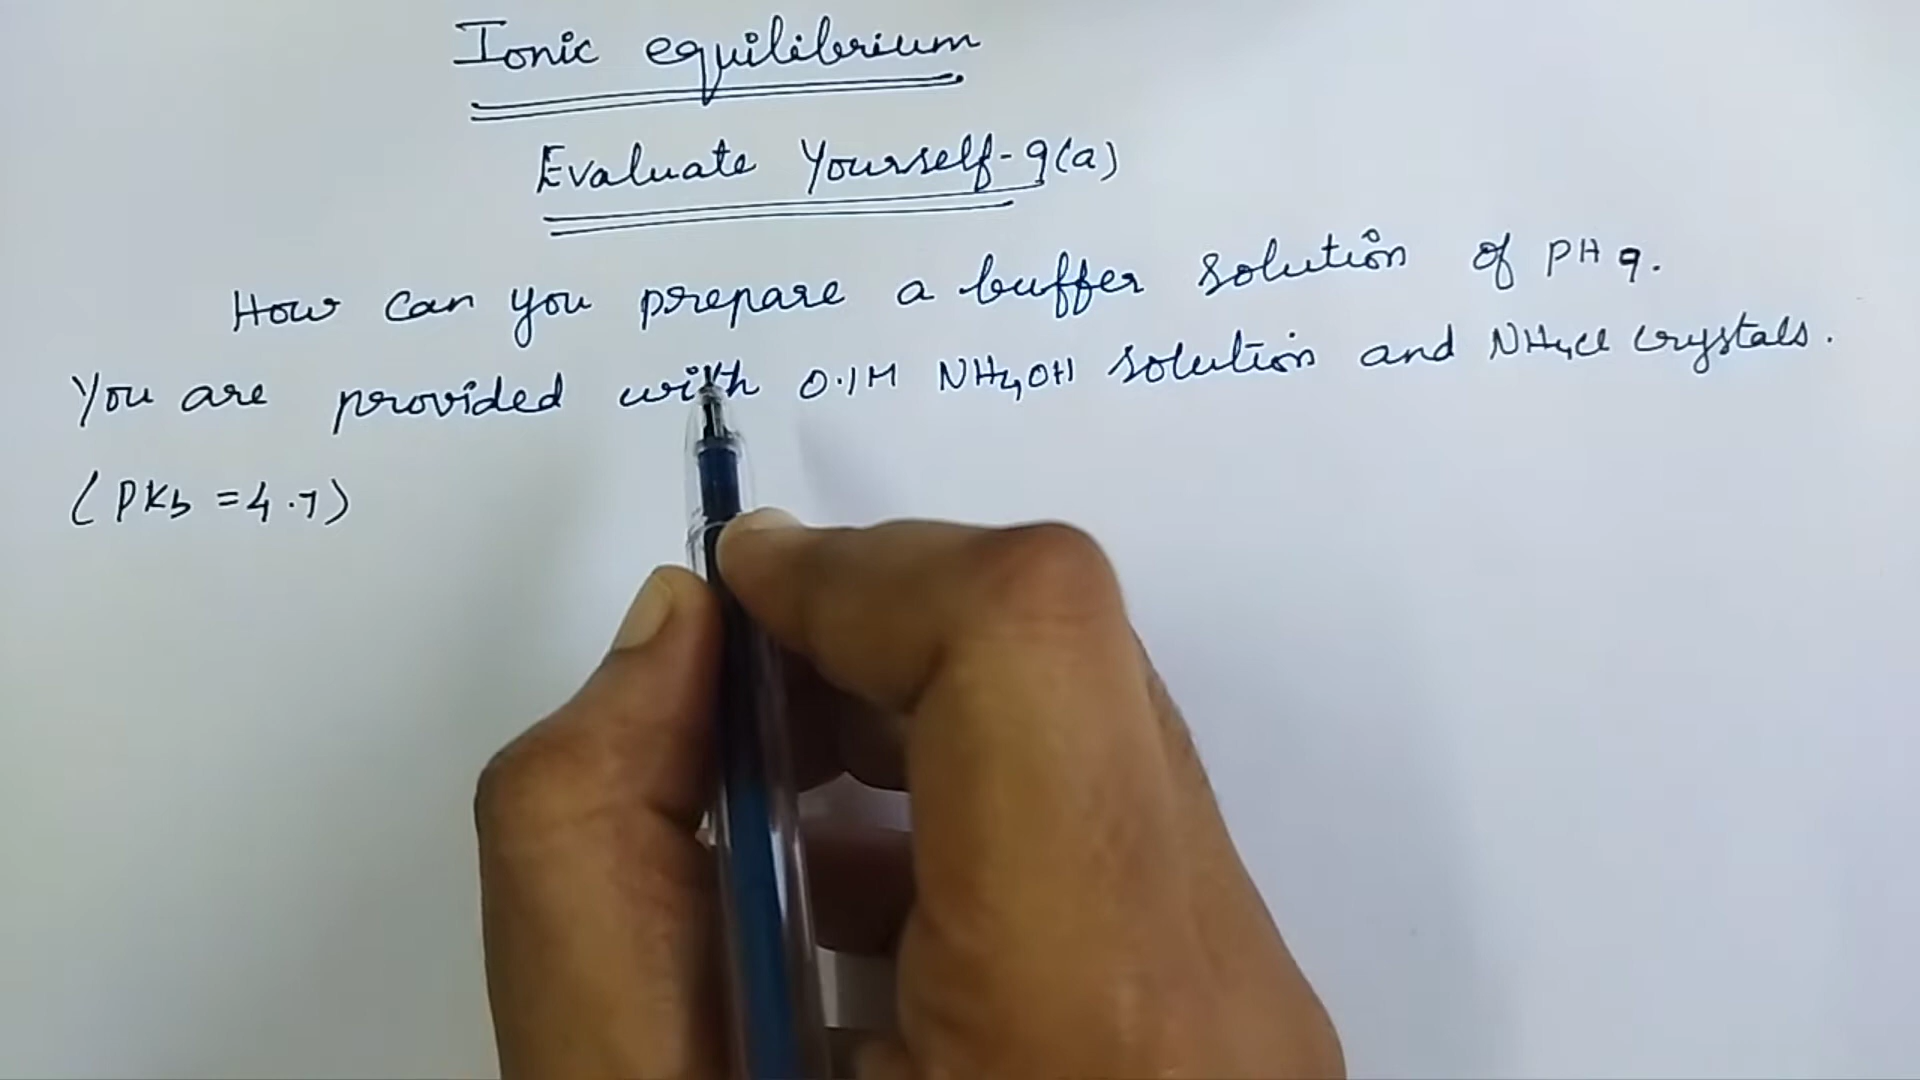 Ionic equilibrium
Evaluate Yourself-9(a)
How can you prepare a buffer solution of PH 9.
You are provided with 0.1M NH4OH solution and NH4Cl crystals.
(PKb = 4.7)